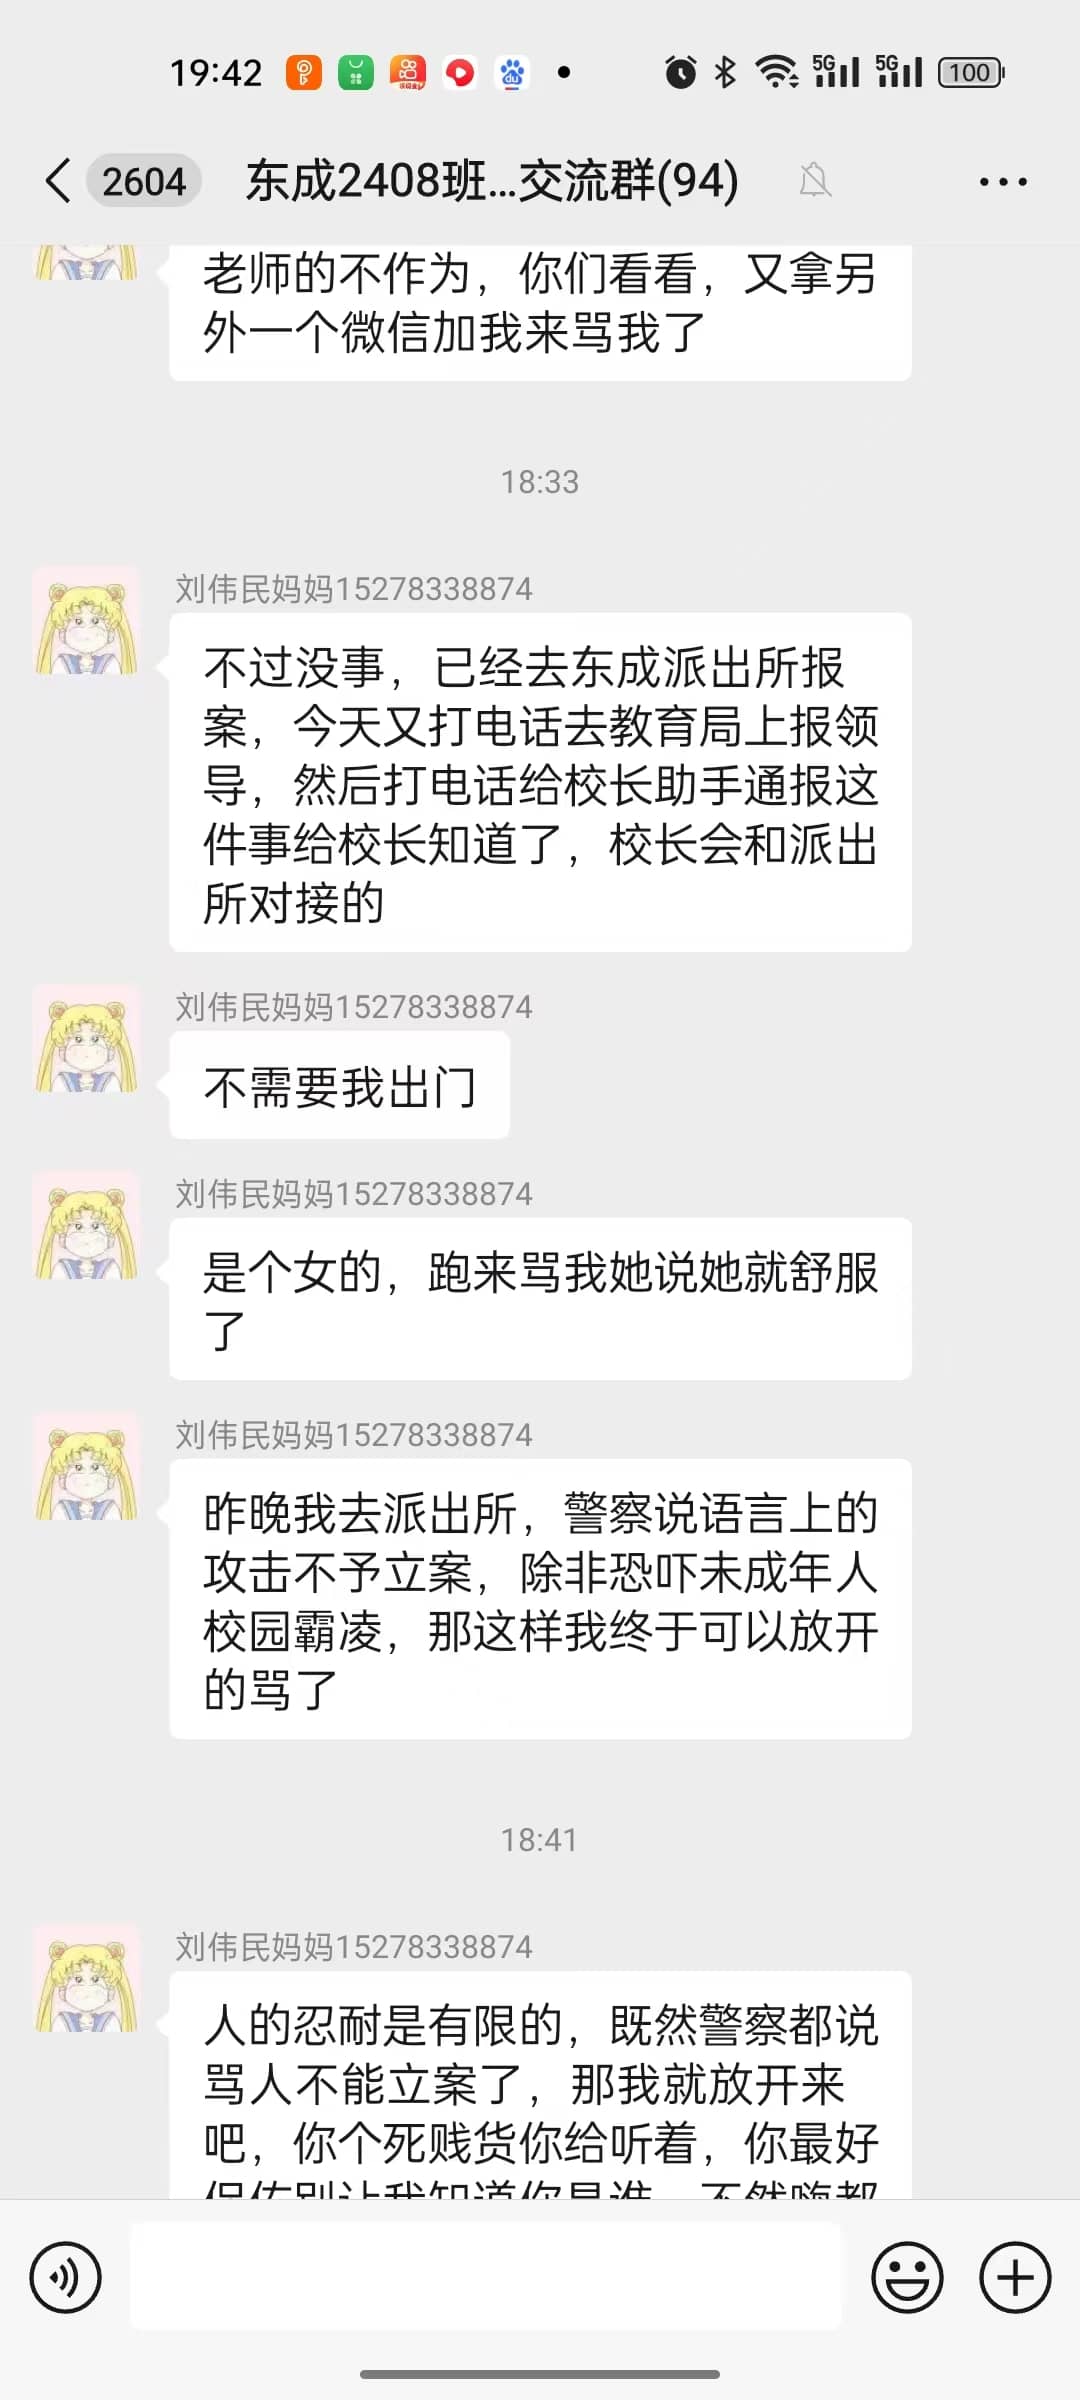 19:42
5G 5G 100
2604 东成2408班...交流群(94)
老师的不作为，你们看看，又拿另
外一个微信加我来骂我了
18:33
刘伟民妈妈15278338874
不过没事，已经去东成派出所报
案，今天又打电话去教育局上报领
导，然后打电话给校长助手通报这
件事给校长知道了，校长会和派出
所对接的
刘伟民妈妈15278338874
不需要我出门
刘伟民妈妈15278338874
是个女的，跑来骂我她说她就舒服
了
刘伟民妈妈15278338874
昨晚我去派出所，警察说语言上的
攻击不予立案，除非恐吓未成年人
校园霸凌，那这样我终于可以放开
的骂了
18:41
刘伟民妈妈15278338874
人的忍耐是有限的，既然警察都说
骂人不能立案了，那我就放开来
吧，你个死贱货你给听着，你最好
保佑别让我知道你是谁，不然嗨都